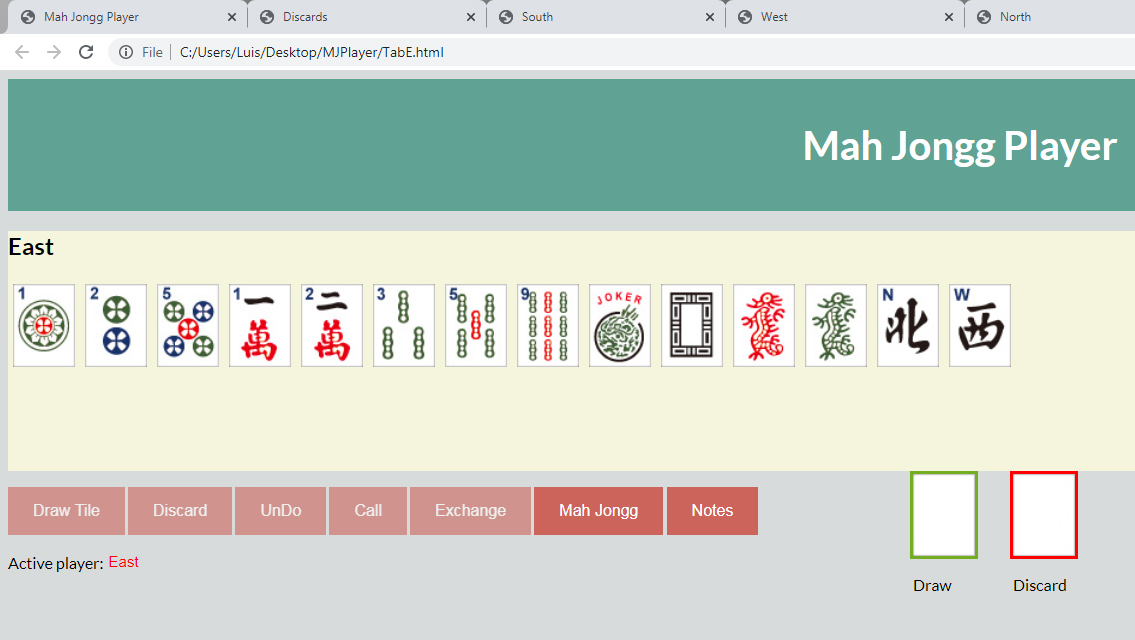 Mah Jongg Player
Discards
South
West
North
File C:/Users/Luis/Desktop/MJPlayer/TabE.html
Mah Jongg Player
East
1 2 5 1 一 萬 2 二 萬 3 5 9 JOKER N 北 W 西
Draw Tile Discard UnDo Call Exchange Mah Jongg Notes
Active player: East
Draw Discard